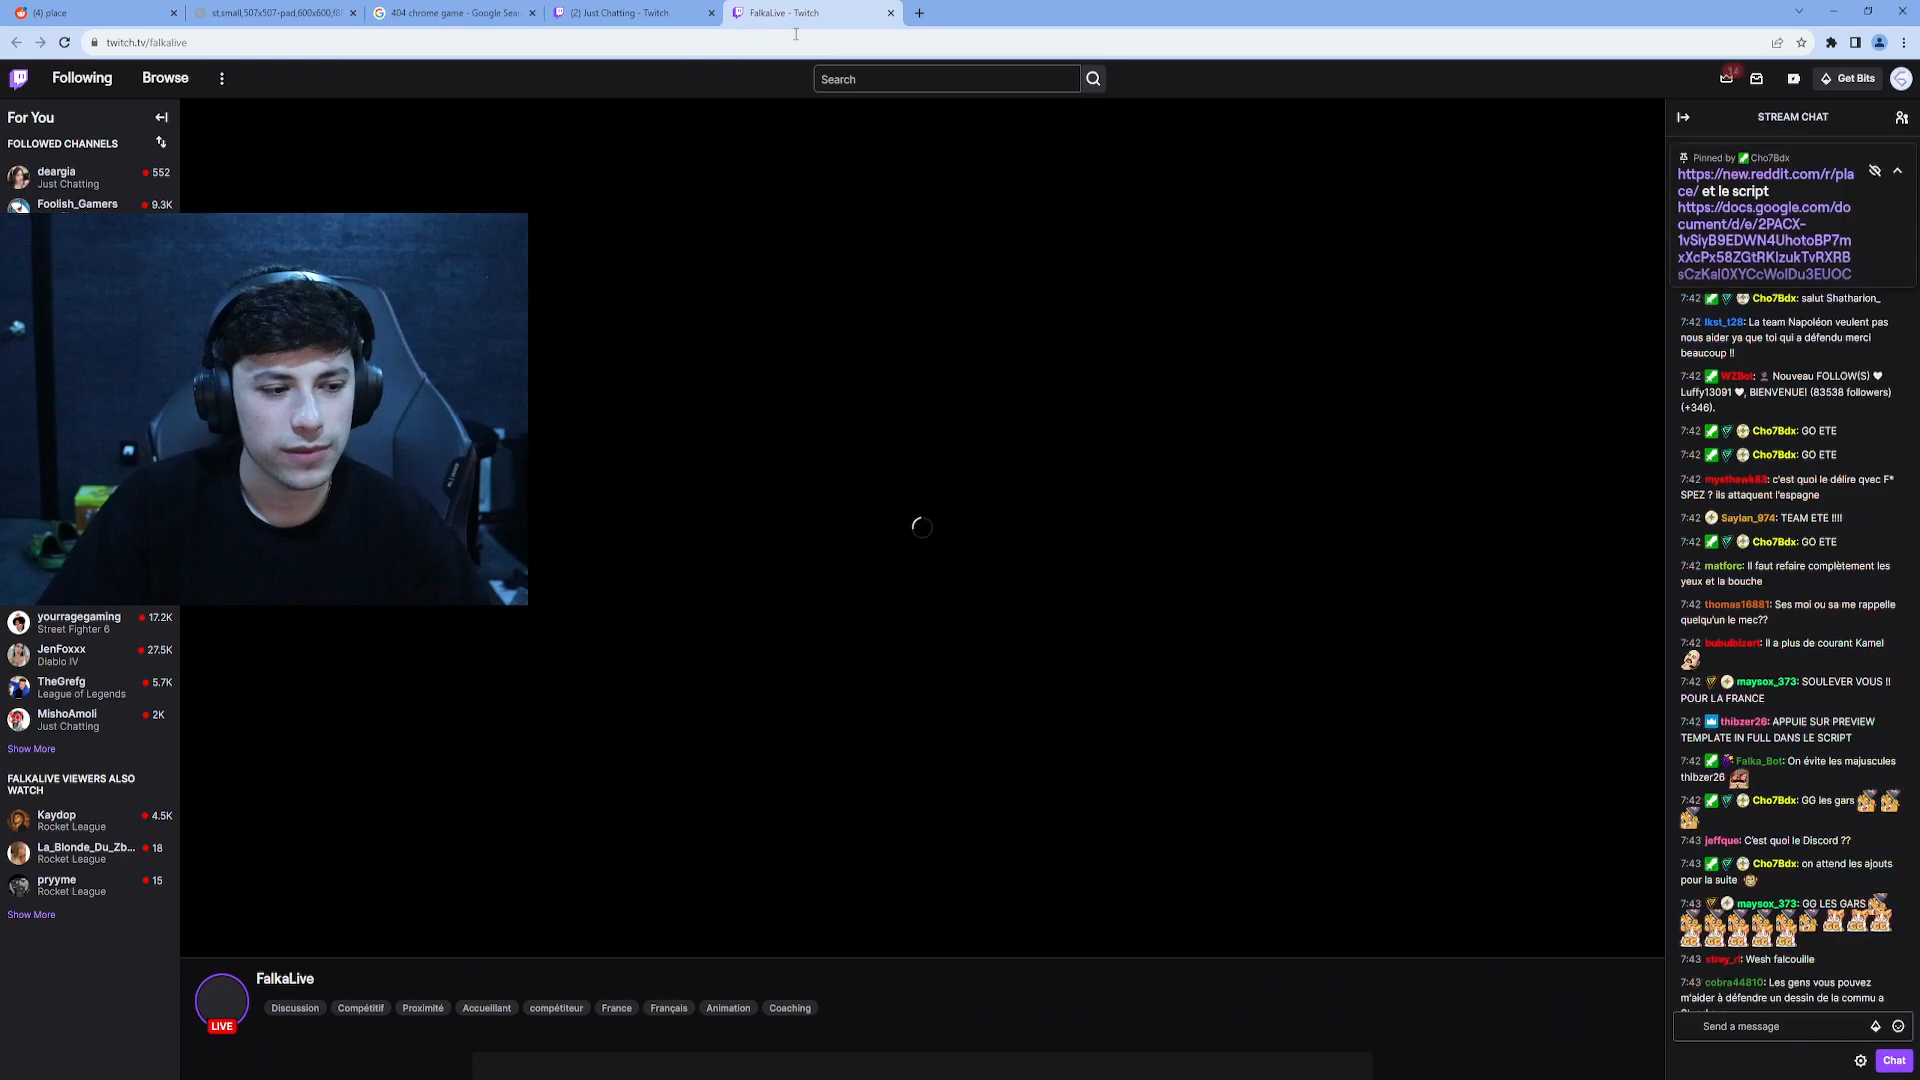 (4) place
st,small,507x507-pad,600x600,f8f
404 chrome game - Google Sear
(2) Just Chatting - Twitch
FalkaLive - Twitch
twitch.tv/falkalive
Following
Browse
Search
14
Get Bits
For You
FOLLOWED CHANNELS
deargia
552
Just Chatting
Foolish_Gamers
9.3K
yourragegaming
17.2K
Street Fighter 6
JenFoxxx
27.5K
Diablo IV
TheGrefg
5.7K
League of Legends
MishoAmoli
2K
Just Chatting
Show More
FALKALIVE VIEWERS ALSO
WATCH
Kaydop
4.5K
Rocket League
La_Blonde_Du_Zb...
18
Rocket League
pryyme
15
Rocket League
Show More
FalkaLive
LIVE
Discussion
Compétitif
Proximité
Accueillant
compétiteur
France
Français
Animation
Coaching
STREAM CHAT
Pinned by Cho7Bdx
https://new.reddit.com/r/pla
ce/ et le script
https://docs.google.com/do
cument/d/e/2PACX-
1vSiyB9EDWN4UhotoBP7m
xXcPx58ZGtRKlzukTvRXRB
sCzKal0XYCcWolDu3EUOC
7:42 Cho7Bdx: salut Shatharion_
7:42 lkst_t28: La team Napoléon veulent pas
nous aider ya que toi qui a défendu merci
beaucoup !!
7:42 WZBot: Nouveau FOLLOW(S)
Luffy13091, BIENVENUE! (83538 followers)
(+346).
7:42 Cho7Bdx: GO ETE
7:42 Cho7Bdx: GO ETE
7:42 mysthawk83: c'est quoi le délire qvec F*
SPEZ ? ils attaquent l'espagne
7:42 Saylan_974: TEAM ETE !!!!
7:42 Cho7Bdx: GO ETE
7:42 matforc: Il faut refaire complètement les
yeux et la bouche
7:42 thomas16881: Ses moi ou sa me rappelle
quelqu'un le mec??
7:42 bubulbizart: Il a plus de courant Kamel
7:42 maysox_373: SOULEVER VOUS !!
POUR LA FRANCE
7:42 thibzer26: APPUIE SUR PREVIEW
TEMPLATE IN FULL DANS LE SCRIPT
7:42 Falka_Bot: On évite les majuscules
thibzer26
7:42 Cho7Bdx: GG les gars
7:43 jeffque: C'est quoi le Discord ??
7:43 Cho7Bdx: on attend les ajouts
pour la suite
7:43 maysox_373: GG LES GARS
7:43 Wesh falcouille
7:43 cobra44810: Les gens vous pouvez
m'aider à défendre un dessin de la commu a
Send a message
Chat